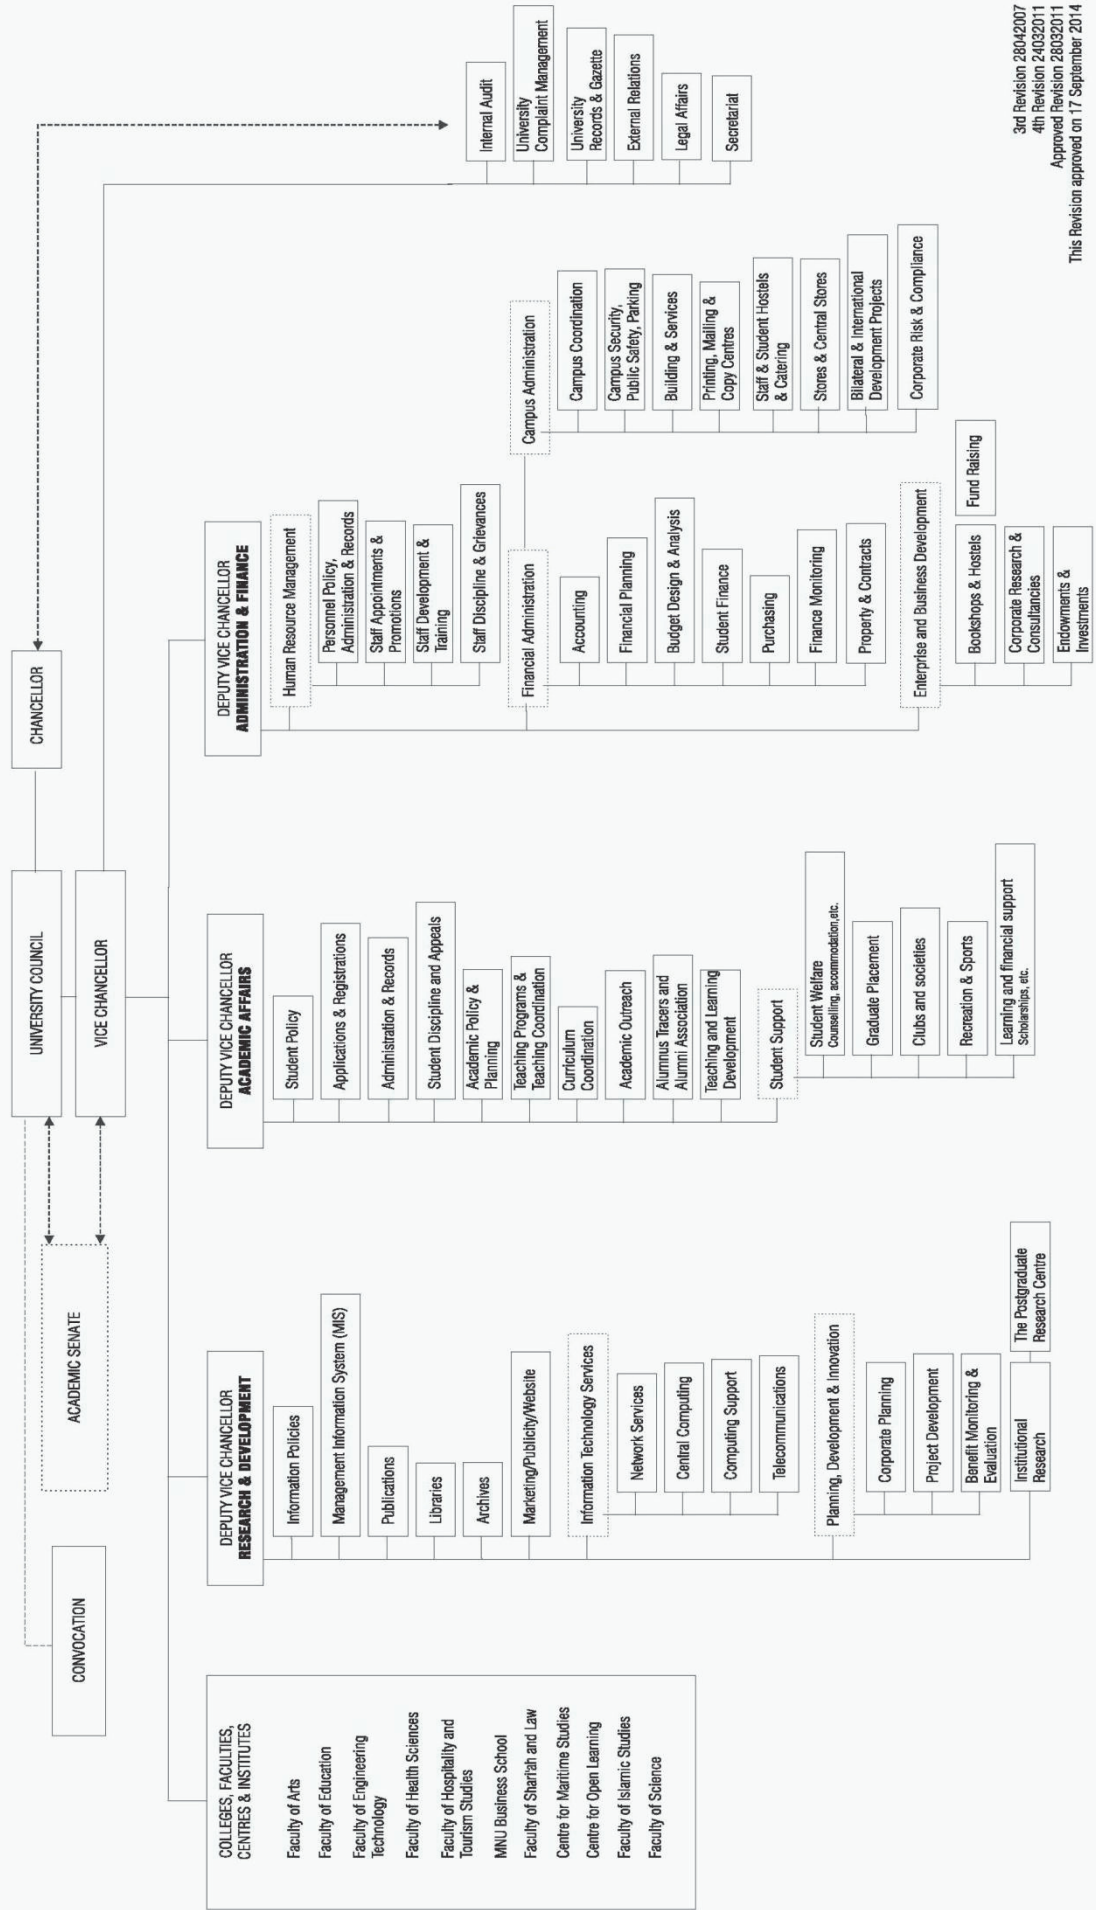 CONVOCATION
ACADEMIC SENATE
UNIVERSITY COUNCIL
CHANCELLOR
VICE CHANCELLOR
COLLEGES, FACULTIES,
CENTRES & INSTITUTES
Faculty of Arts
Faculty of Education
Faculty of Engineering
Technology
Faculty of Health Sciences
Faculty of Hospitality and
Tourism Studies
MNU Business School
Faculty of Shari'ah and Law
Centre for Maritime Studies
Centre for Open Learning
Faculty of Islamic Studies
Faculty of Science
DEPUTY VICE CHANCELLOR
RESEARCH & DEVELOPMENT
Information Policies
Management Information System (MIS)
Publications
Libraries
Archives
Marketing/Publicity/Website
Information Technology Services
Network Services
Central Computing
Computing Support
Telecommunications
Planning, Development & Innovation
Corporate Planning
Project Development
Benefit Monitoring &
Evaluation
Institutional
Research
The Postgraduate
Research Centre
DEPUTY VICE CHANCELLOR
ACADEMIC AFFAIRS
Student Policy
Applications & Registrations
Administration & Records
Student Discipline and Appeals
Academic Policy &
Planning
Teaching Programs &
Teaching Coordination
Curriculum
Coordination
Academic Outreach
Alumnus Tracers and
Alumni Association
Teaching and Learning
Development
Student Support
Student Welfare
Counselling, accommodation,etc.
Graduate Placement
Clubs and societies
Recreation & Sports
Learning and financial support
Scholarships, etc.
DEPUTY VICE CHANCELLOR
ADMINISTRATION & FINANCE
Human Resource Management
Personnel Policy,
Administration & Records
Staff Appointments &
Promotions
Staff Development &
Training
Staff Discipline & Grievances
Financial Administration
Accounting
Financial Planning
Budget Design & Analysis
Student Finance
Purchasing
Finance Monitoring
Property & Contracts
Enterprise and Business Development
Bookshops & Hostels
Fund Raising
Corporate Research &
Consultancies
Endowments &
Investments
Campus Administration
Campus Coordination
Campus Security,
Public Safety, Parking
Building & Services
Printing, Mailing &
Copy Centres
Staff & Student Hostels
& Catering
Stores & Central Stores
Bilateral & International
Development Projects
Corporate Risk & Compliance
Internal Audit
University
Complaint Management
University
Records & Gazette
External Relations
Legal Affairs
Secretariat
3rd Revision 28042007
4th Revision 24032011
Approved Revision 28032011
This Revision approved on 17 September 2014